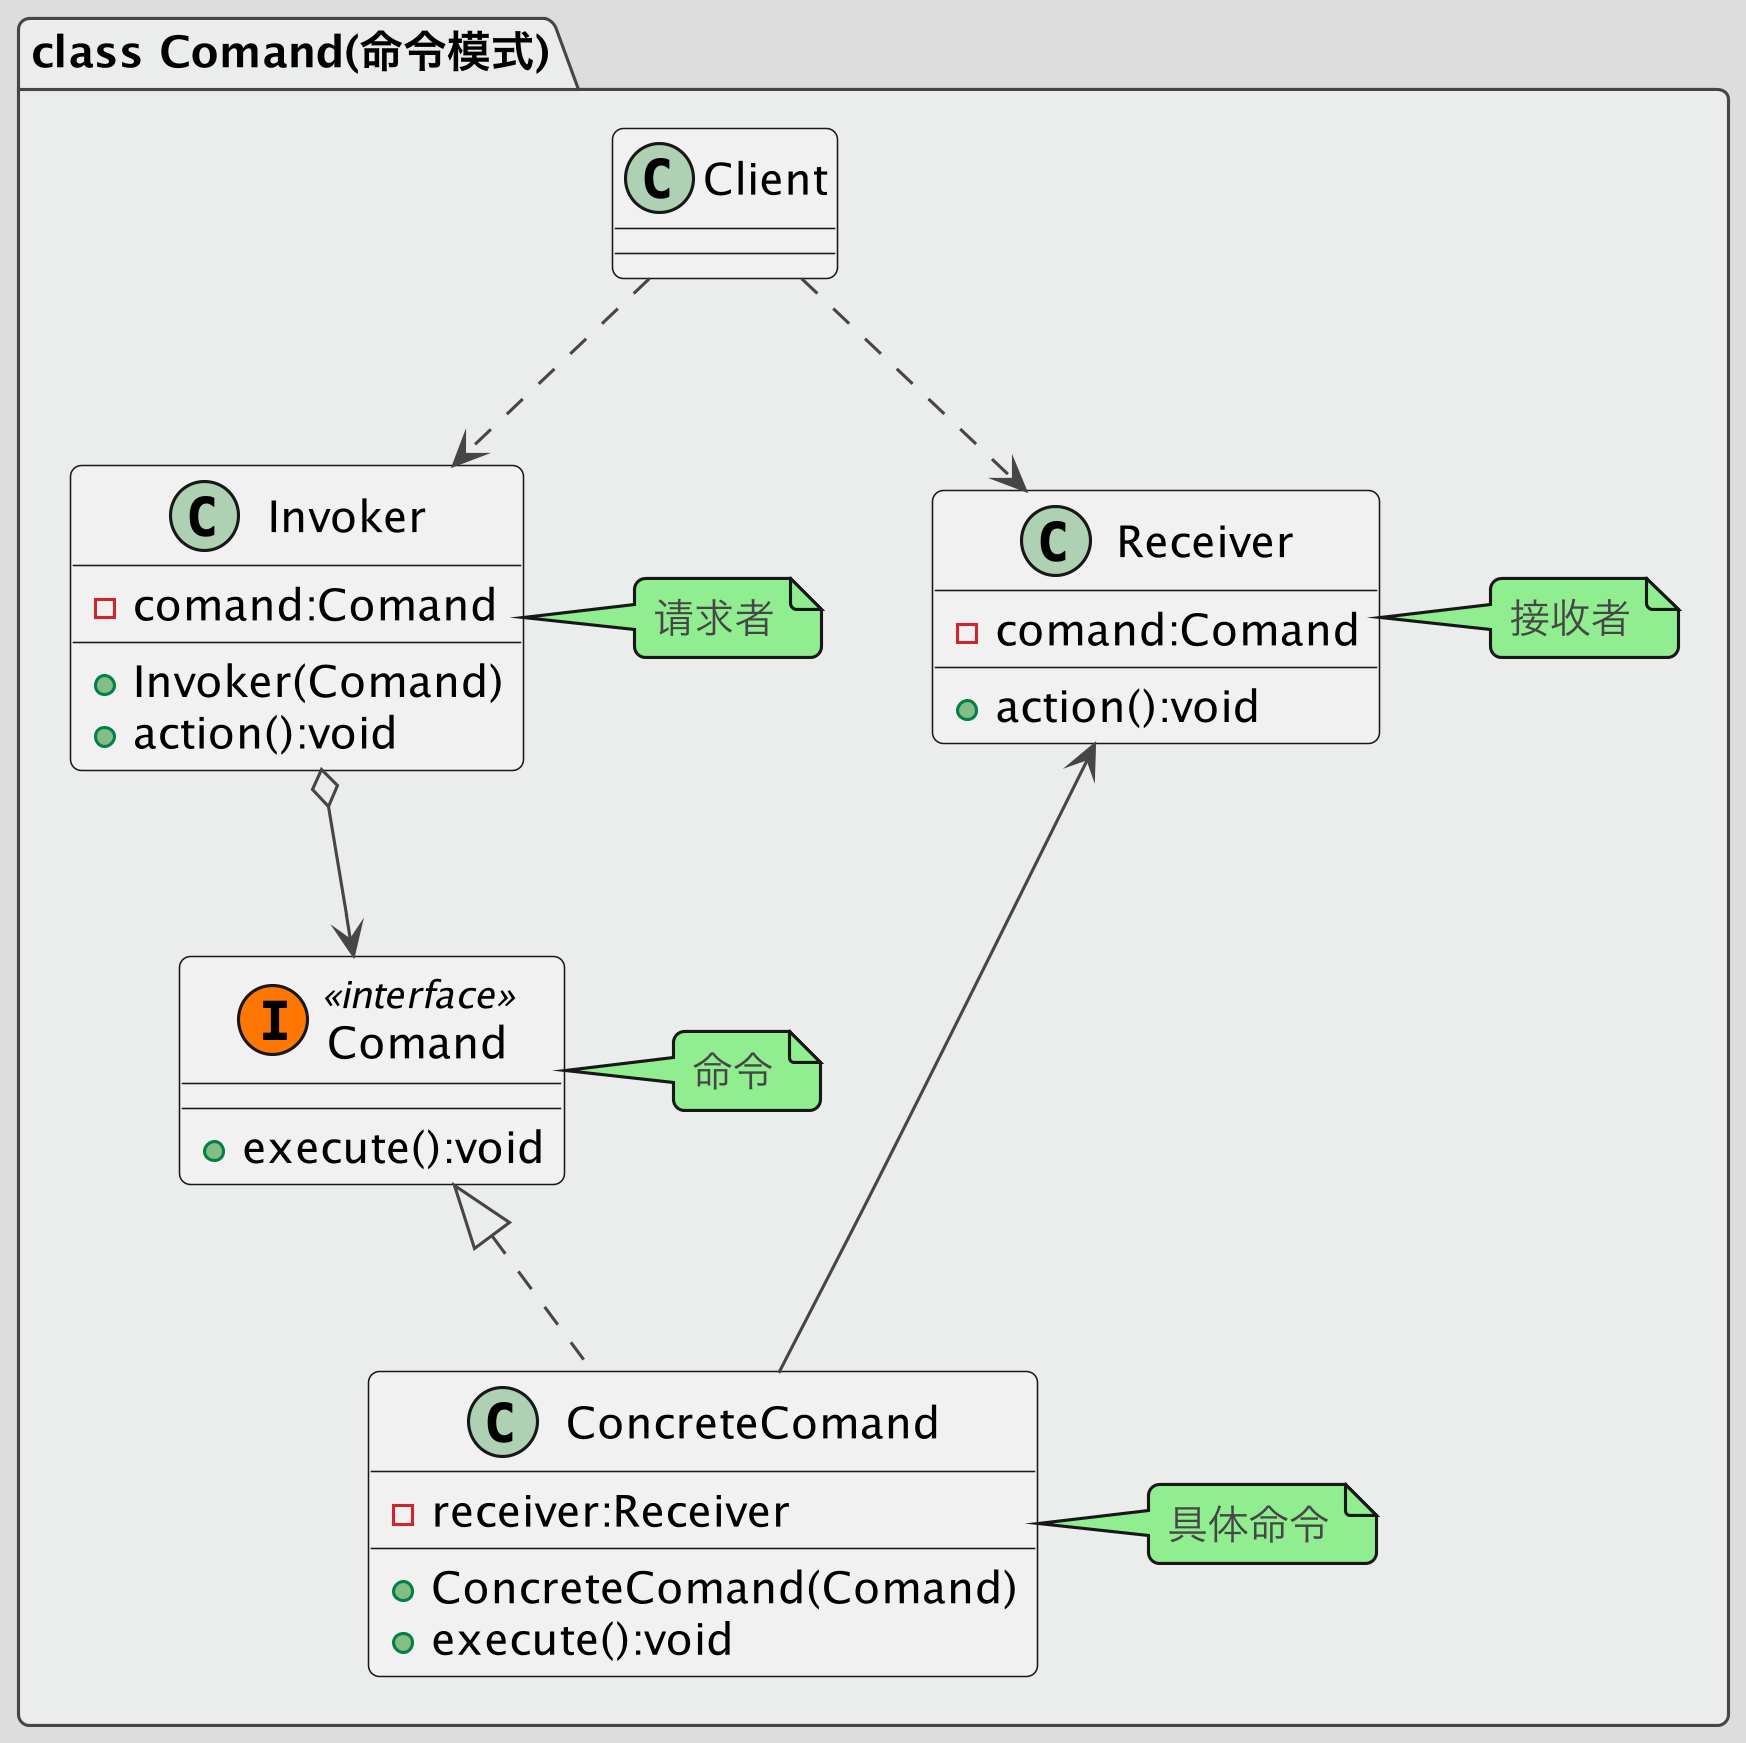 class Comand(命令模式)
C Client
C Invoker
comand:Comand
Invoker(Comand)
action():void
请求者
C Receiver
comand:Comand
action():void
接收者
I «interface»
Comand
execute():void
命令
C ConcreteComand
receiver:Receiver
ConcreteComand(Comand)
execute():void
具体命令